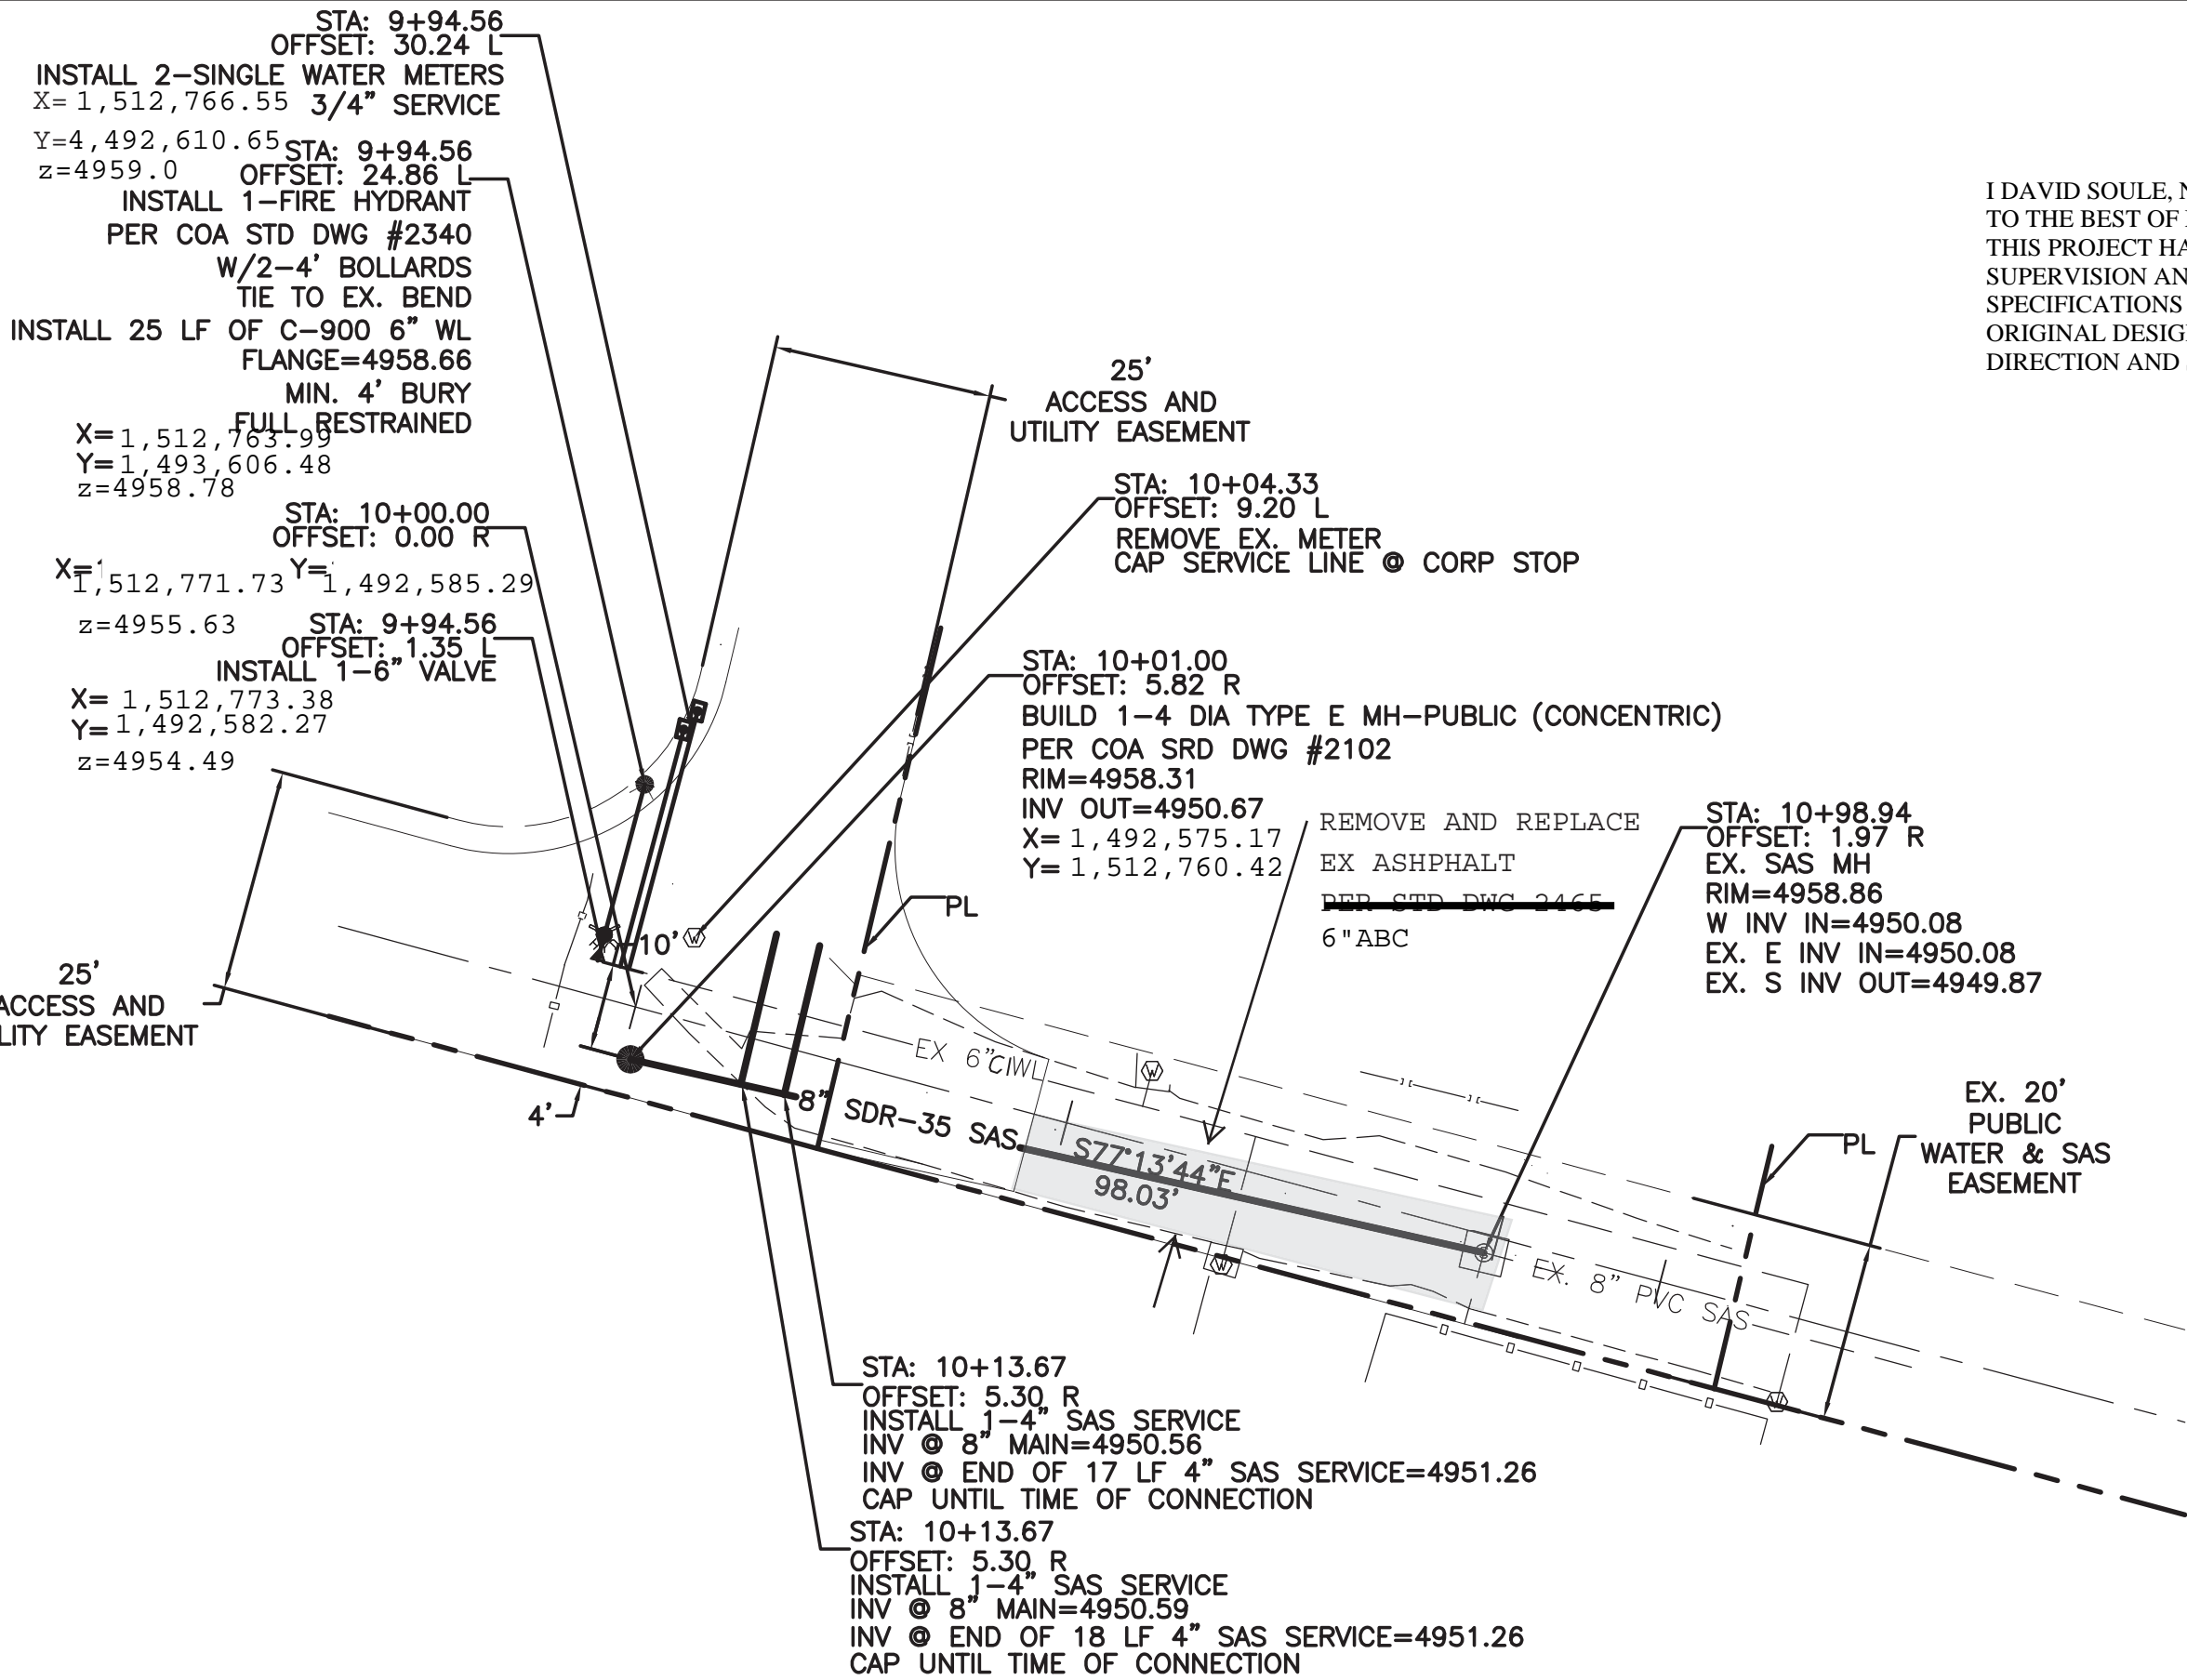 STA: 9+94.56
OFFSET: 30.24 L
INSTALL 2-SINGLE WATER METERS
X= 1,512,766.55 3/4" SERVICE
Y=4,492,610.65
z=4959.0
STA: 9+94.56
OFFSET: 24.86 L
INSTALL 1-FIRE HYDRANT
PER COA STD DWG #2340
W/2-4' BOLLARDS
TIE TO EX. BEND
INSTALL 25 LF OF C-900 6" WL
FLANGE=4958.66
MIN. 4' BURY
FULL RESTRAINED
X= 1,512,763.99
Y= 1,493,606.48
z=4958.78
STA: 10+00.00
OFFSET: 0.00 R
X= 1,512,771.73 Y= 1,492,585.29
z=4955.63
STA: 9+94.56
OFFSET: 1.35 L
INSTALL 1-6" VALVE
X= 1,512,773.38
Y= 1,492,582.27
z=4954.49
25'
ACCESS AND
UTILITY EASEMENT
I DAVID SOULE, N
TO THE BEST OF
THIS PROJECT HA
SUPERVISION AN
SPECIFICATIONS
ORIGINAL DESIG
DIRECTION AND
STA: 10+04.33
OFFSET: 9.20 L
REMOVE EX. METER
CAP SERVICE LINE @ CORP STOP
STA: 10+01.00
OFFSET: 5.82 R
BUILD 1-4 DIA TYPE E MH-PUBLIC (CONCENTRIC)
PER COA SRD DWG #2102
RIM=4958.31
INV OUT=4950.67
X= 1,492,575.17
Y= 1,512,760.42
REMOVE AND REPLACE
EX ASHPHALT
PER STD DWG 2465
6"ABC
STA: 10+98.94
OFFSET: 1.97 R
EX. SAS MH
RIM=4958.86
W INV IN=4950.08
EX. E INV IN=4950.08
EX. S INV OUT=4949.87
PL
10'
W
25'
ACCESS AND
LITY EASEMENT
4'
EX 6"CIWL
W
8" SDR-35 SAS
S77°13'44"E
98.03'
W
S
EX. 8" PVC SAS
PL
EX. 20'
PUBLIC
WATER & SAS
EASEMENT
W
STA: 10+13.67
OFFSET: 5.30 R
INSTALL 1-4" SAS SERVICE
INV @ 8" MAIN=4950.56
INV @ END OF 17 LF 4" SAS SERVICE=4951.26
CAP UNTIL TIME OF CONNECTION
STA: 10+13.67
OFFSET: 5.30 R
INSTALL 1-4" SAS SERVICE
INV @ 8" MAIN=4950.59
INV @ END OF 18 LF 4" SAS SERVICE=4951.26
CAP UNTIL TIME OF CONNECTION